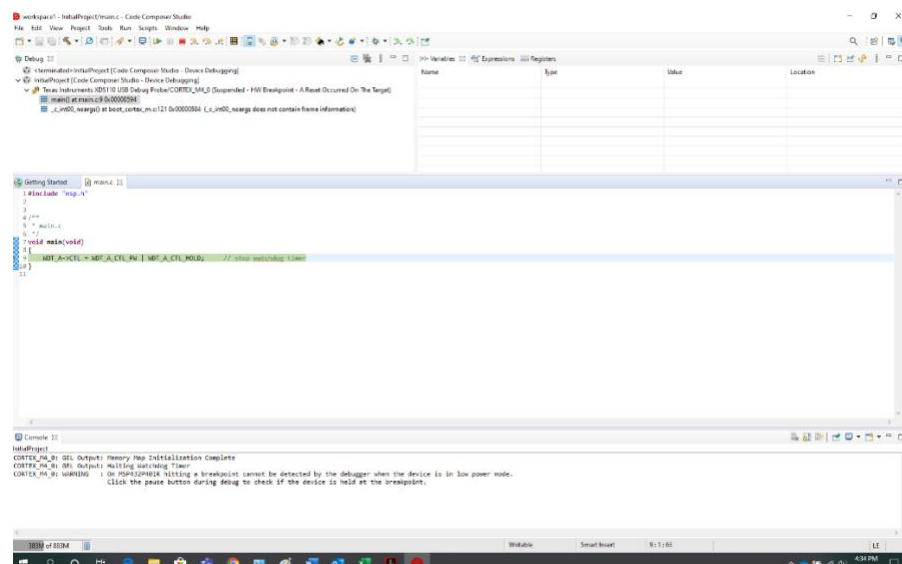 workspace1 - InitialProject/main.c - Code Composer Studio
File Edit View Project Tools Run Scripts Window Help
Debug
Variables Expressions Registers
<terminated> InitialProject [Code Composer Studio - Device Debugging]
Name Type Value Location
InitialProject [Code Composer Studio - Device Debugging]
Texas Instruments XDS110 USB Debug Probe/CORTEX_M4_0 (Suspended - HW Breakpoint - A Reset Occurred On The Target)
main() at main.c:9 0x00000594
_c_int00_noargs() at boot_cortex_m.c:121 0x00000584 (_c_int00_noargs does not contain frame information)
Getting Started main.c
1 #include "msp.h"
2
3
4 /**
5 * main.c
6 */
7 void main(void)
8 {
9 WDT_A->CTL = WDT_A_CTL_PW | WDT_A_CTL_HOLD; // stop watchdog timer
10 }
11
Console
InitialProject
CORTEX_M4_0: GEL Output: Memory Map Initialization Complete
CORTEX_M4_0: GEL Output: Halting Watchdog Timer
CORTEX_M4_0: WARNING : On MSP432P401R hitting a breakpoint cannot be detected by the debugger when the device is in low power mode.
Click the pause button during debug to check if the device is held at the breakpoint.
383M of 883M Writable Smart Insert LE
4:34 PM